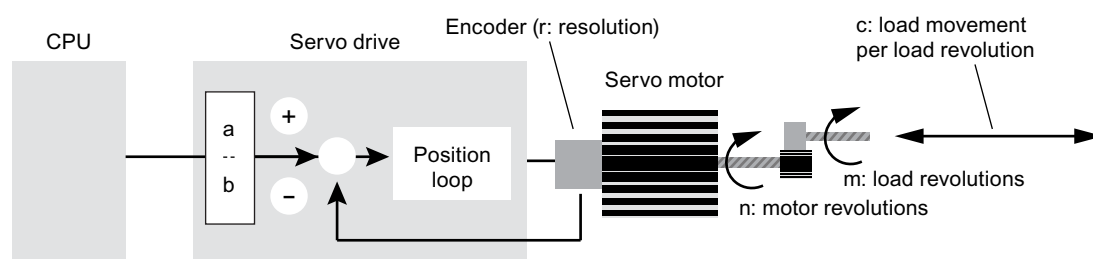 CPU
Servo drive
Encoder (r: resolution)
c: load movement
per load revolution
Servo motor
a
--
b
+
−
Position
loop
m: load revolutions
n: motor revolutions